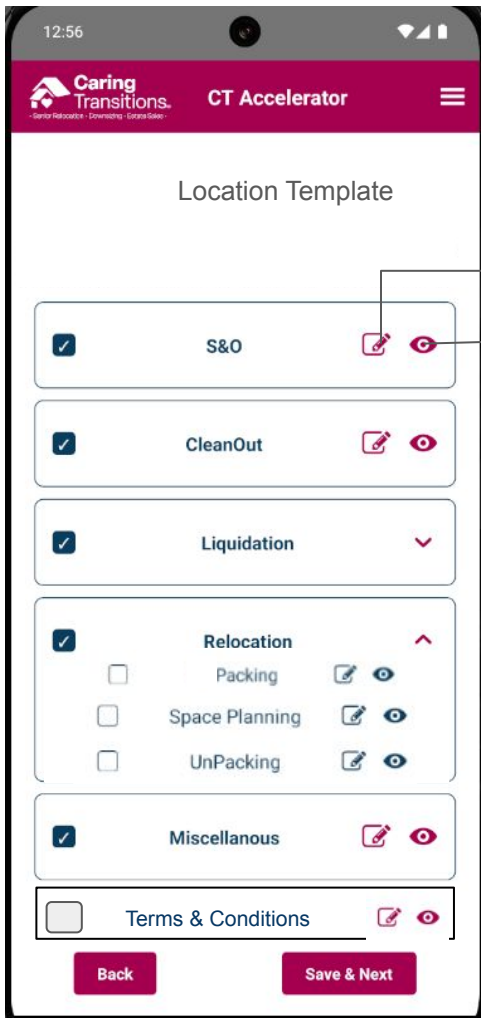 12:56
Caring
Transitions.
- Senior Relocation - Downsizing - Estate Sales -
CT Accelerator
Location Template
S&O
CleanOut
Liquidation
Relocation
Packing
Space Planning
UnPacking
Miscellanous
Terms & Conditions
Back
Save & Next